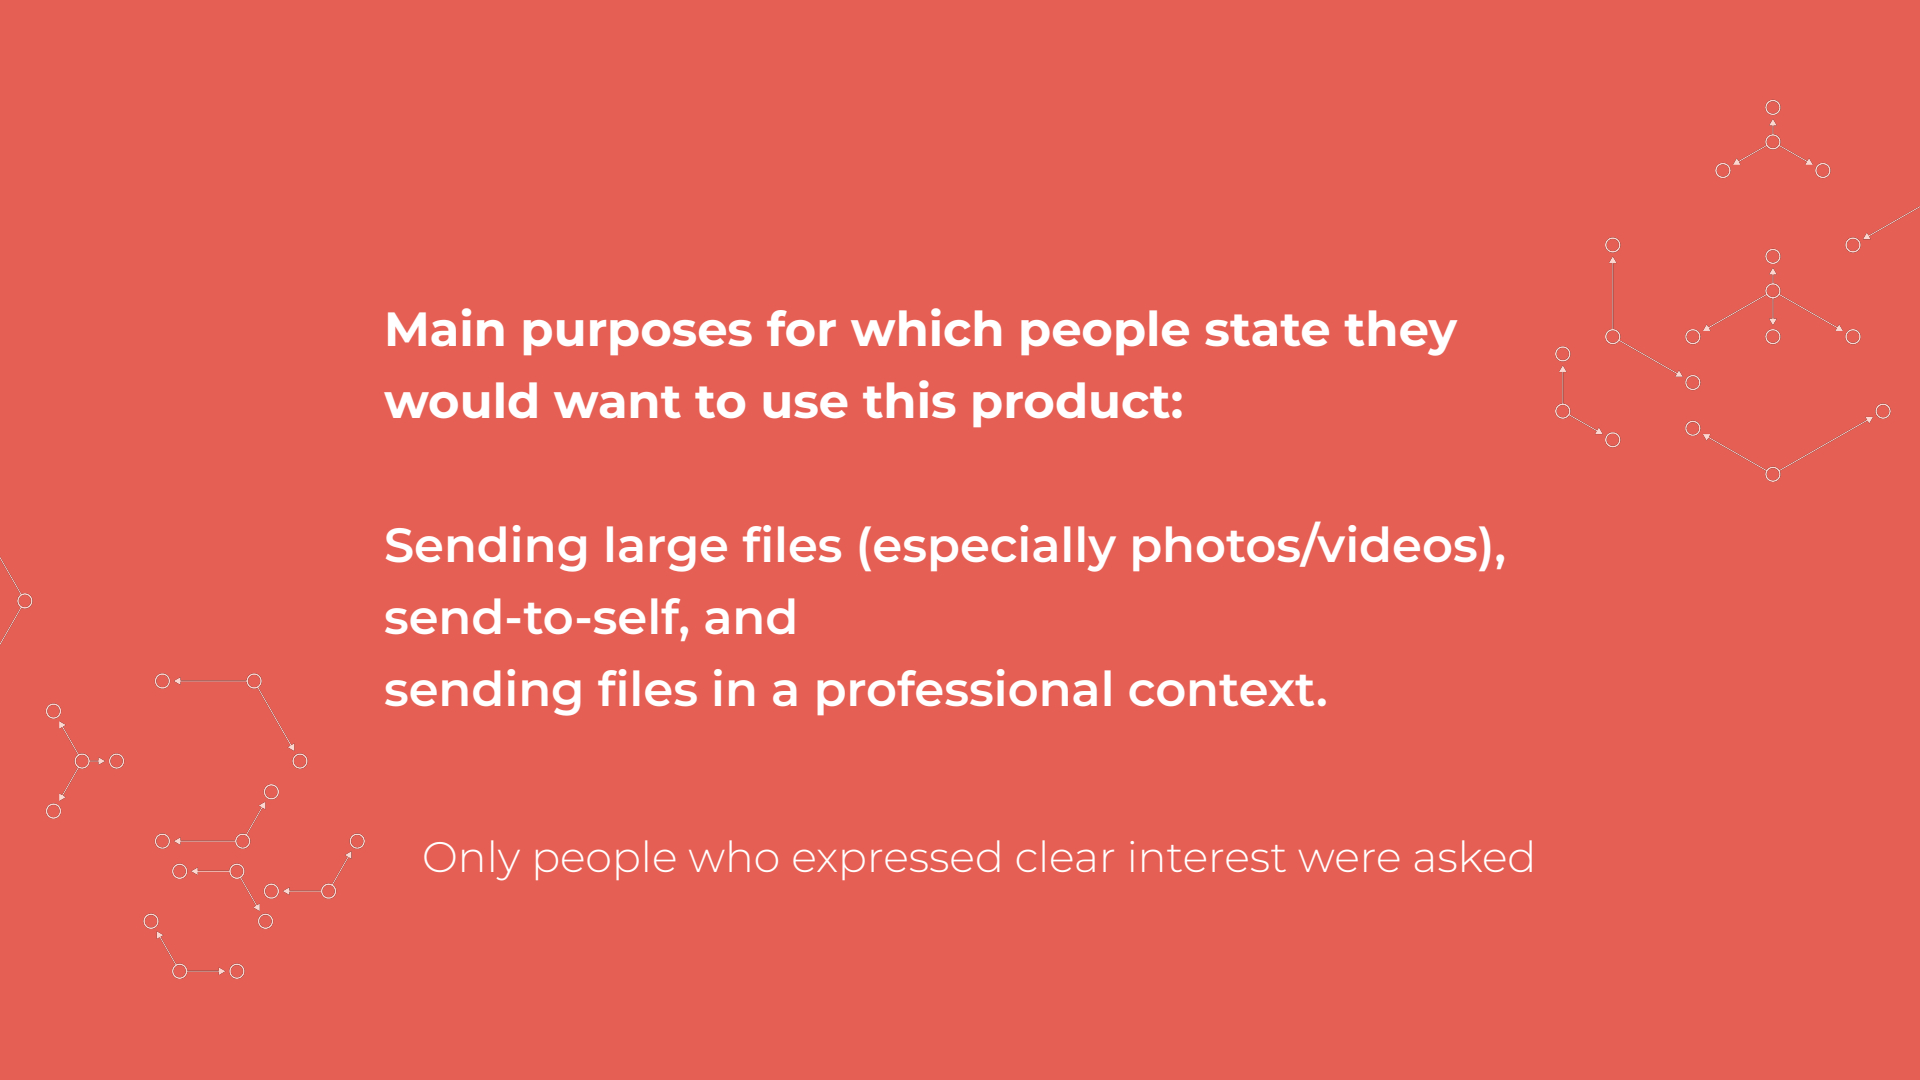 Main purposes for which people state they
would want to use this product:
Sending large files (especially photos/videos),
send-to-self, and
sending files in a professional context.
Only people who expressed clear interest were asked